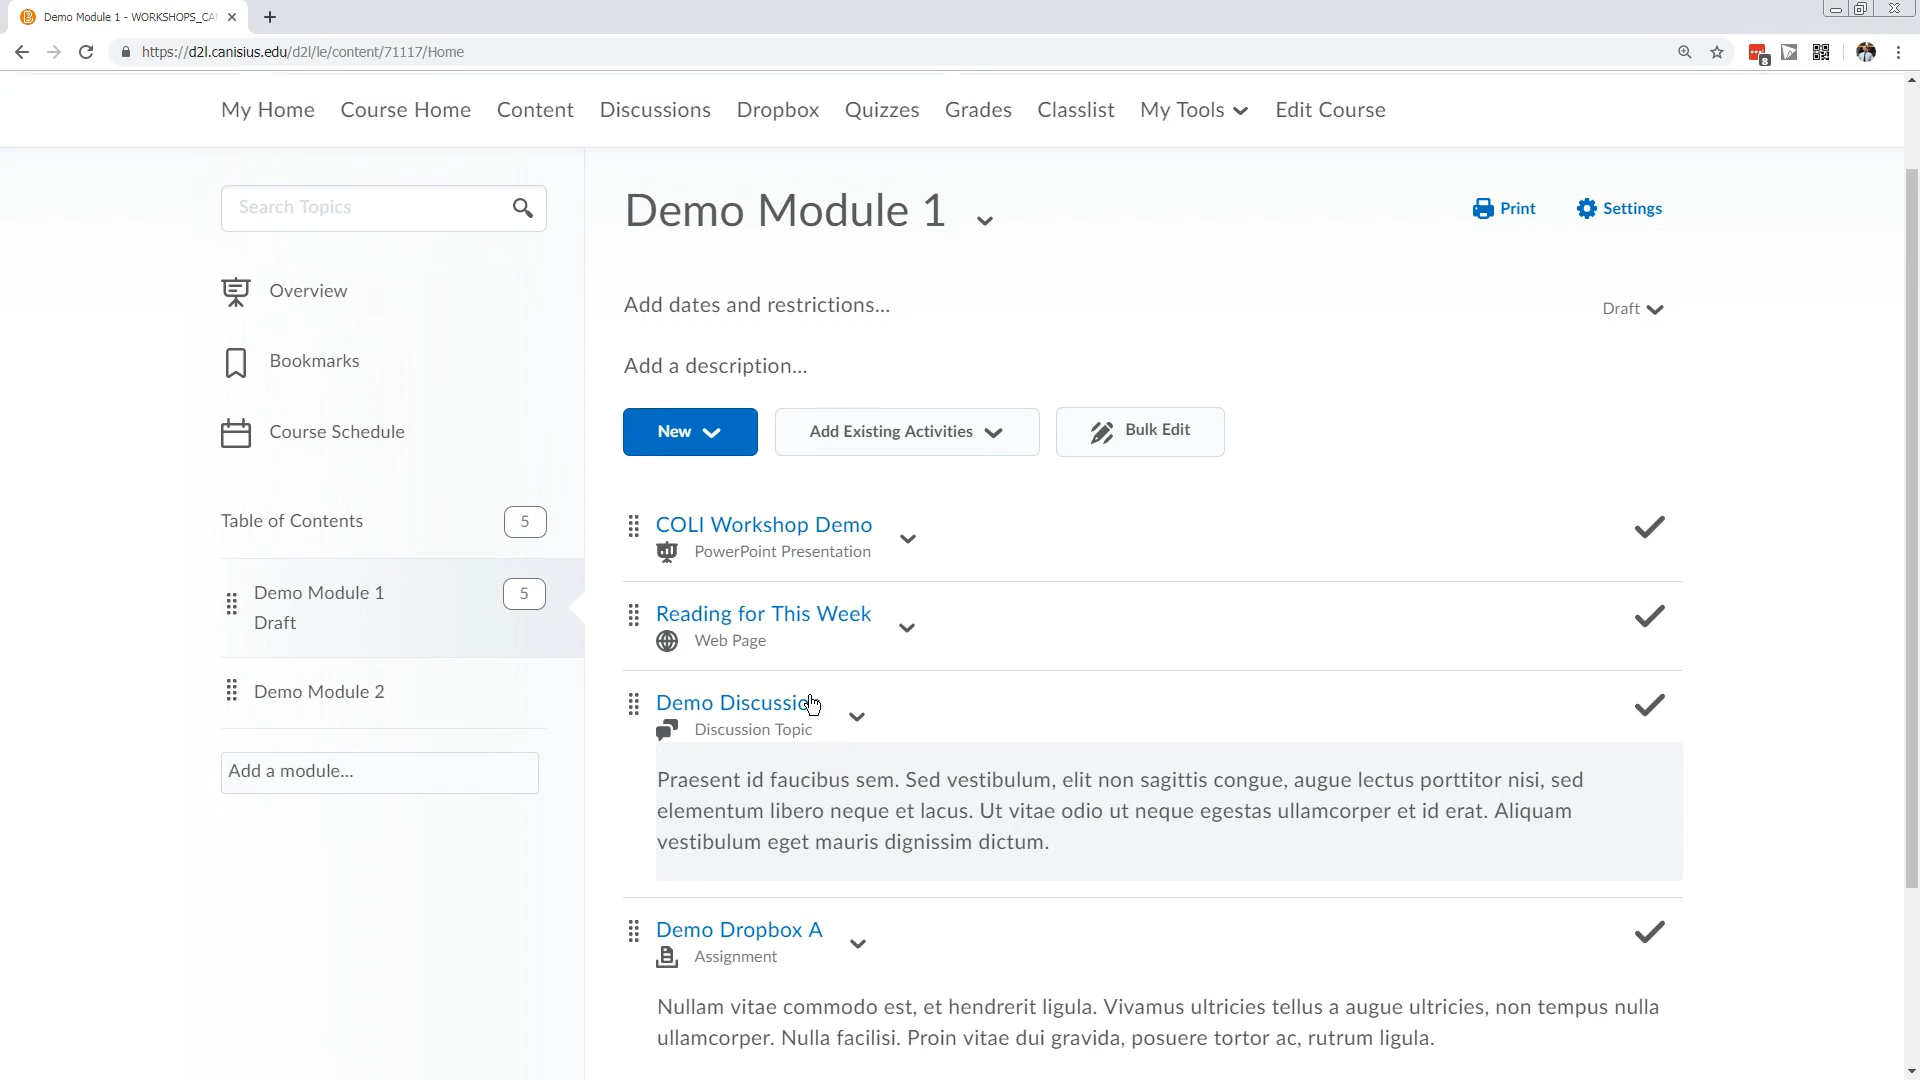 Demo Module 1 - WORKSHOPS_CA
https://d2l.canisius.edu/d2l/le/content/71117/Home
8
My Home Course Home Content Discussions Dropbox Quizzes Grades Classlist My Tools Edit Course
Search Topics
Overview
Bookmarks
Course Schedule
Table of Contents 5
Demo Module 1 5
Draft
Demo Module 2
Add a module...
Demo Module 1
Print Settings
Add dates and restrictions...
Draft
Add a description...
New Add Existing Activities Bulk Edit
COLI Workshop Demo
PowerPoint Presentation
Reading for This Week
Web Page
Demo Discussio
Discussion Topic
Praesent id faucibus sem. Sed vestibulum, elit non sagittis congue, augue lectus porttitor nisi, sed
elementum libero neque et lacus. Ut vitae odio ut neque egestas ullamcorper et id erat. Aliquam
vestibulum eget mauris dignissim dictum.
Demo Dropbox A
Assignment
Nullam vitae commodo est, et hendrerit ligula. Vivamus ultricies tellus a augue ultricies, non tempus nulla
ullamcorper. Nulla facilisi. Proin vitae dui gravida, posuere tortor ac, rutrum ligula.